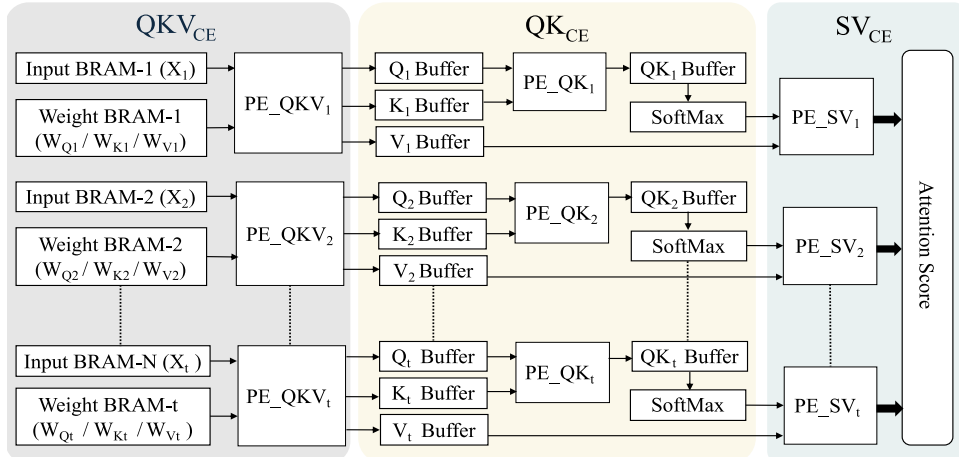 QKV_CE
QK_CE
SV_CE
Input BRAM-1 (X_1)
Weight BRAM-1
(W_Q1 / W_K1 / W_V1)
PE_QKV_1
Q_1 Buffer
K_1 Buffer
V_1 Buffer
PE_QK_1
QK_1 Buffer
SoftMax
PE_SV_1
Input BRAM-2 (X_2)
Weight BRAM-2
(W_Q2 / W_K2 / W_V2)
PE_QKV_2
Q_2 Buffer
K_2 Buffer
V_2 Buffer
PE_QK_2
QK_2 Buffer
SoftMax
PE_SV_2
Input BRAM-N (X_t)
Weight BRAM-t
(W_Qt / W_Kt / W_Vt)
PE_QKV_t
Q_t Buffer
K_t Buffer
V_t Buffer
PE_QK_t
QK_t Buffer
SoftMax
PE_SV_t
Attention Score